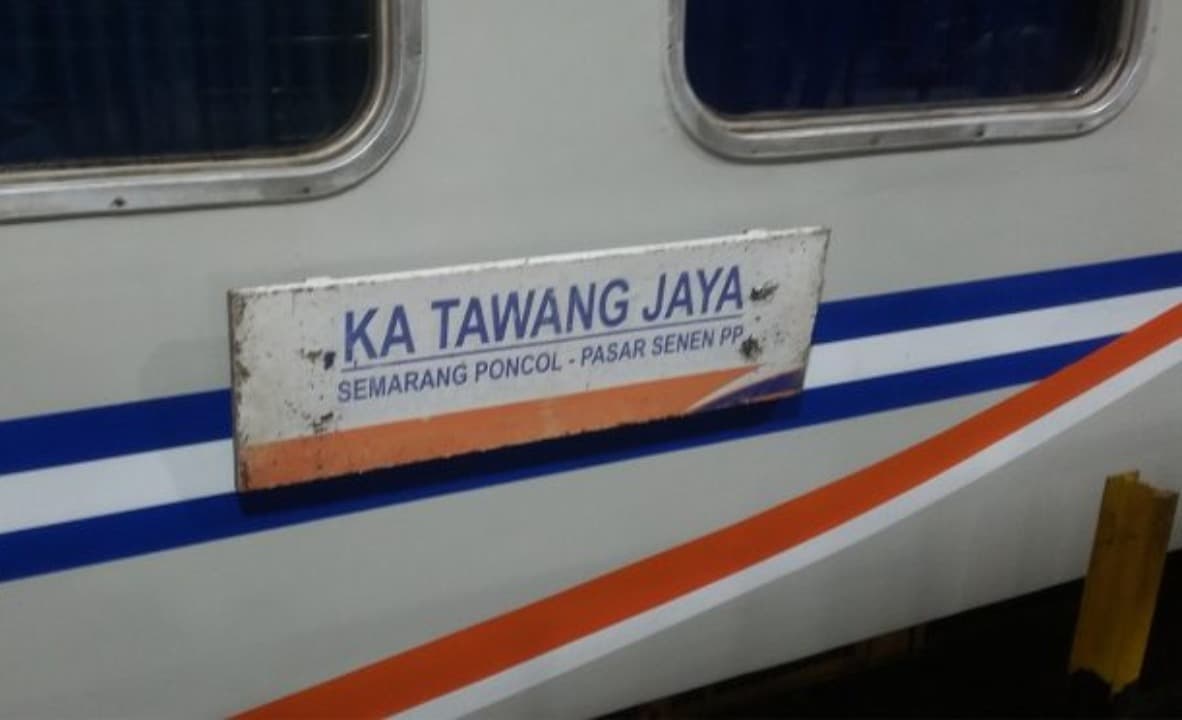 KA TAWANG JAYA
SEMARANG PONCOL - PASAR SENEN PP